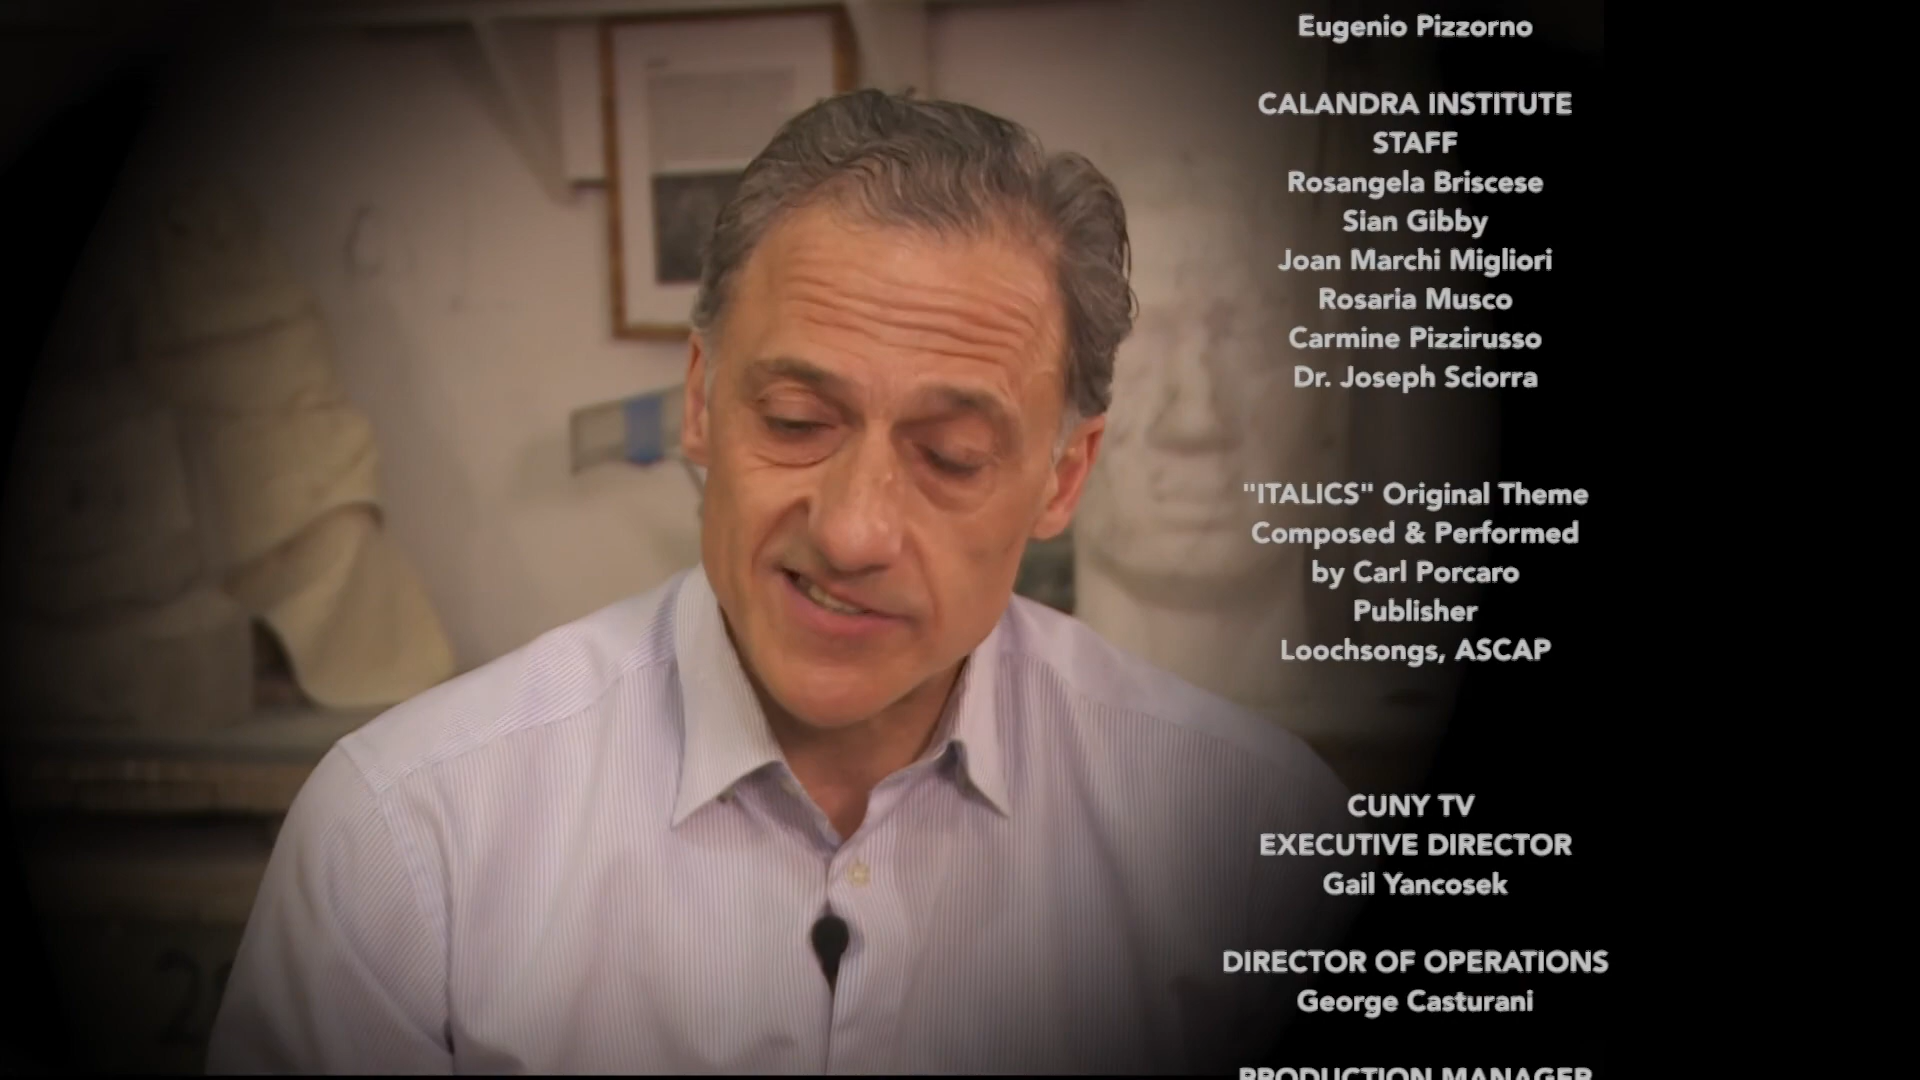 Eugenio Pizzorno
CALANDRA INSTITUTE
STAFF
Rosangela Briscese
Sian Gibby
Joan Marchi Migliori
Rosaria Musco
Carmine Pizzirusso
Dr. Joseph Sciorra
"ITALICS" Original Theme
Composed & Performed
by Carl Porcaro
Publisher
Loochsongs, ASCAP
CUNY TV
EXECUTIVE DIRECTOR
Gail Yancosek
DIRECTOR OF OPERATIONS
George Casturani
PRODUCTION MANAGER